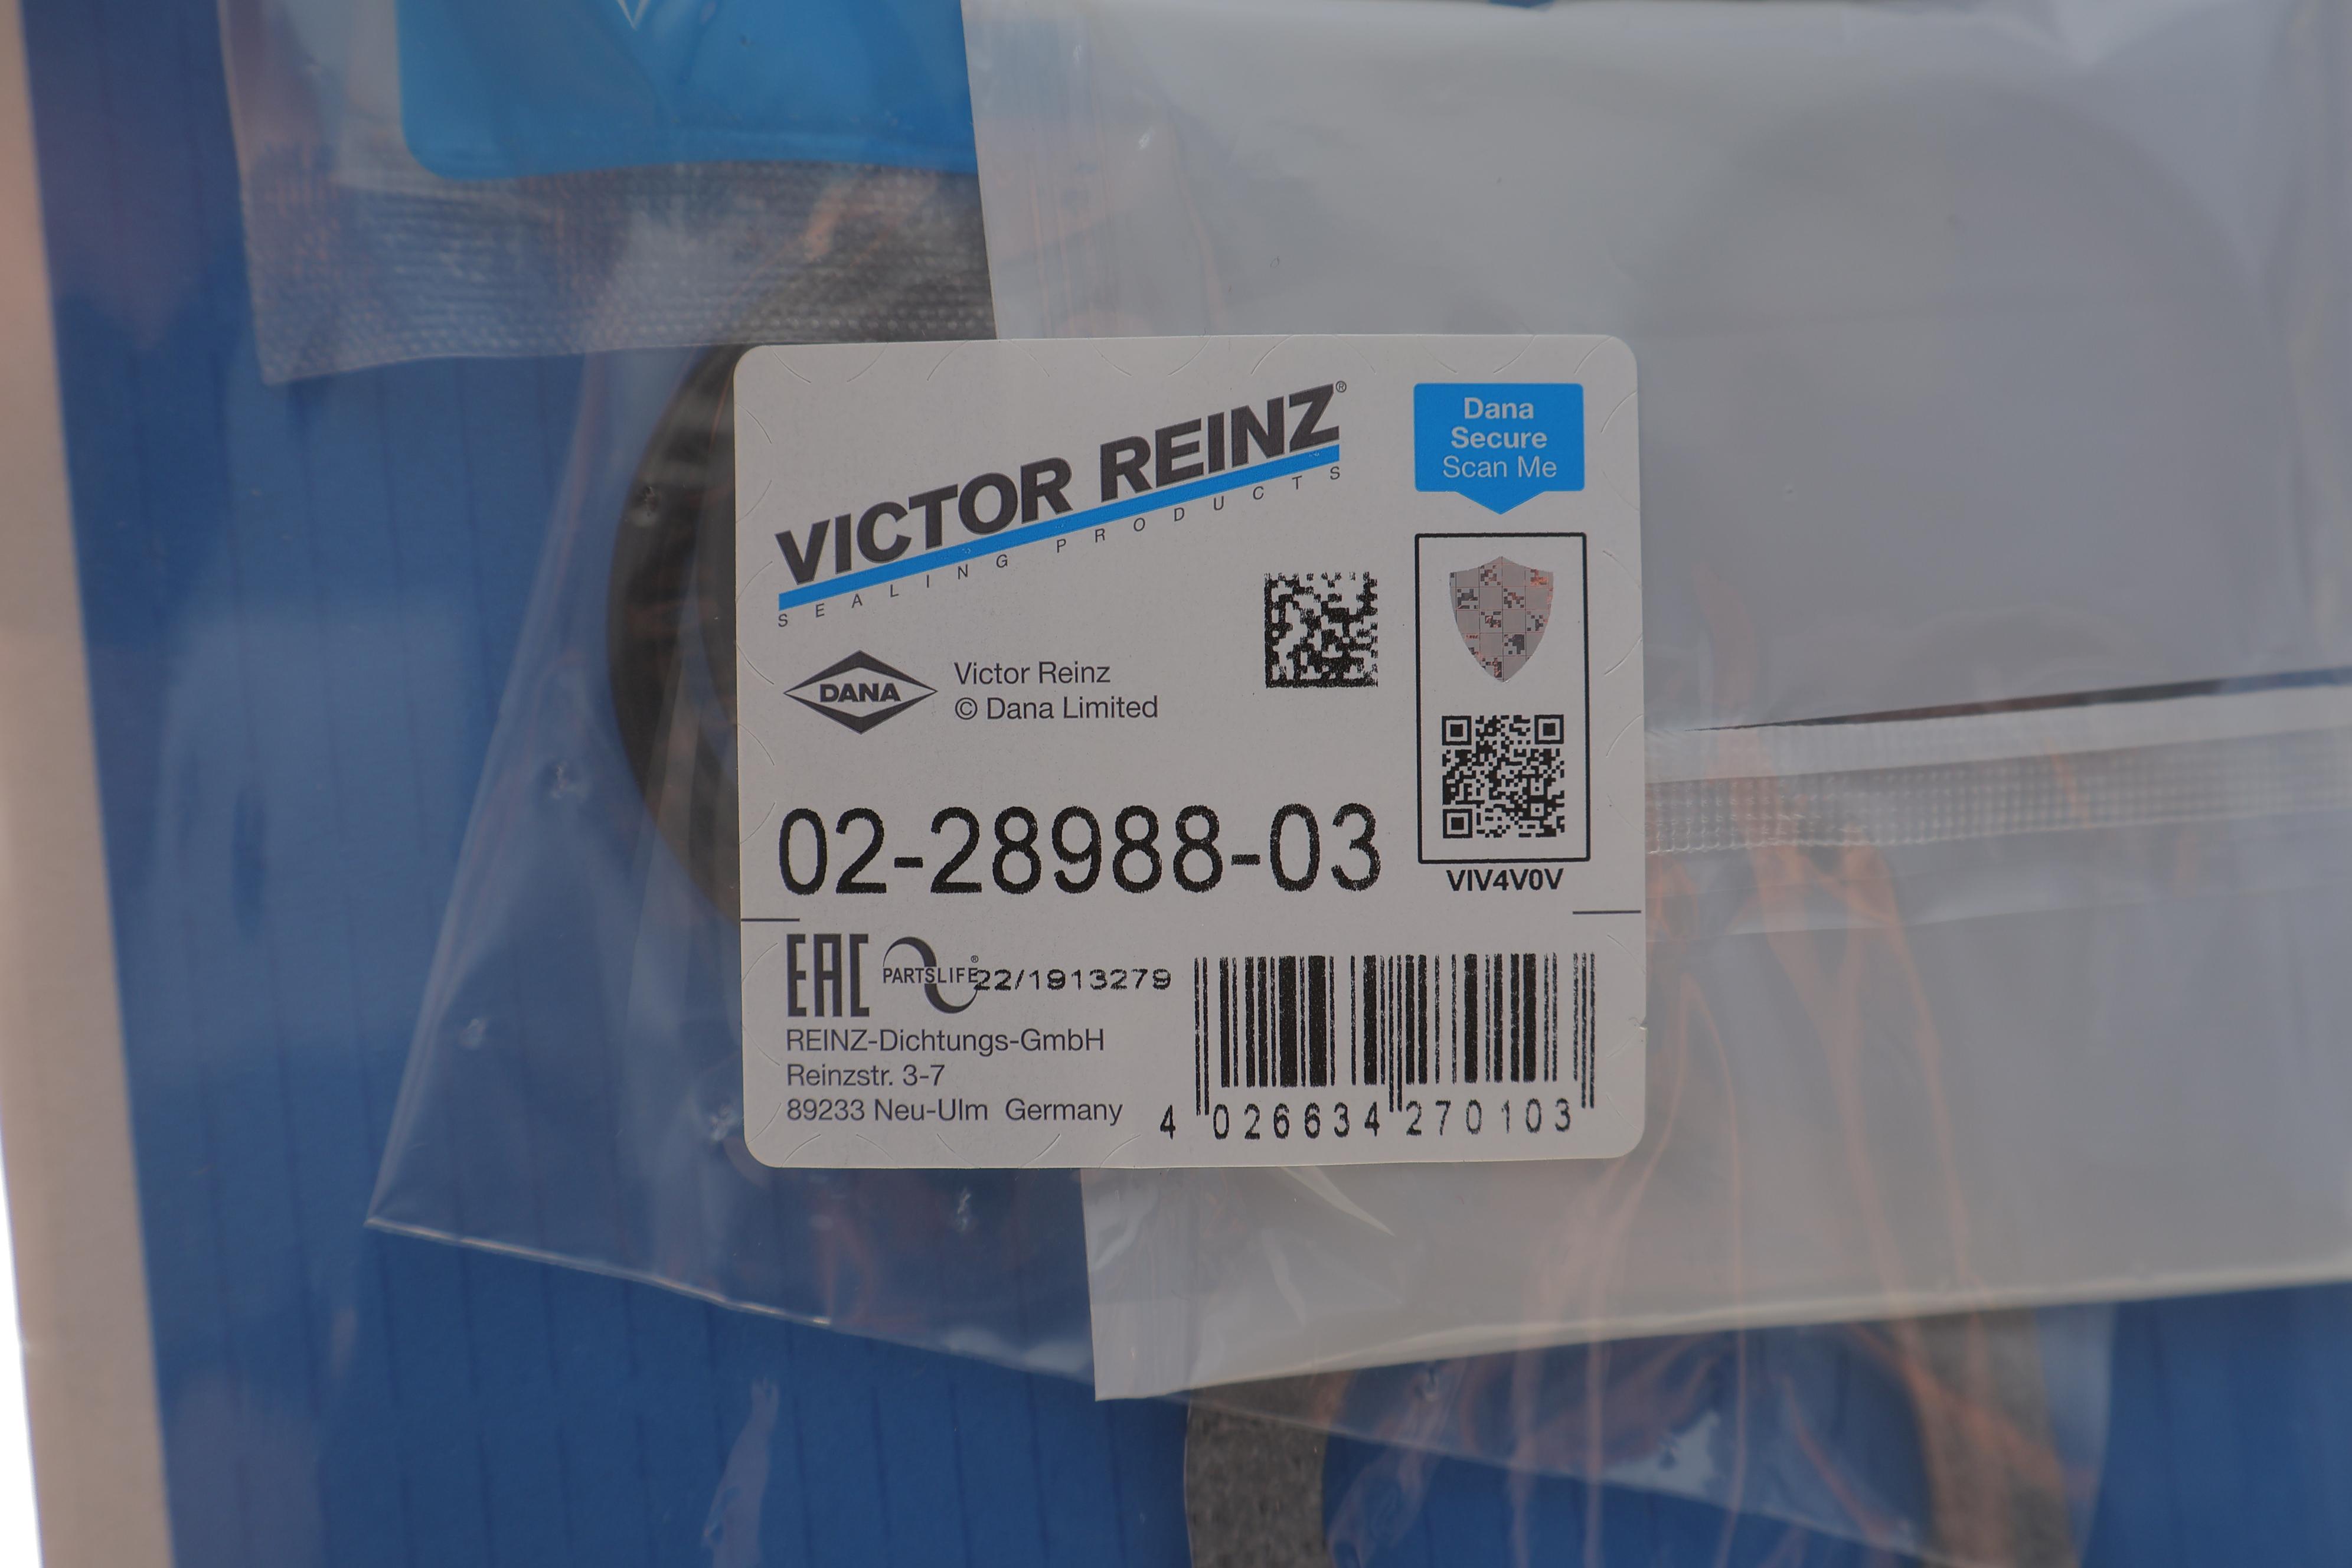 VICTOR REINZ®
SEALING PRODUCTS
Dana
Secure
Scan Me
DANA
Victor Reinz
© Dana Limited
02-28988-03
VIV4V0V
EAC PARTSLIFE® 22/1913279
REINZ-Dichtungs-GmbH
Reinzstr. 3-7
89233 Neu-Ulm Germany
4 026634 270103